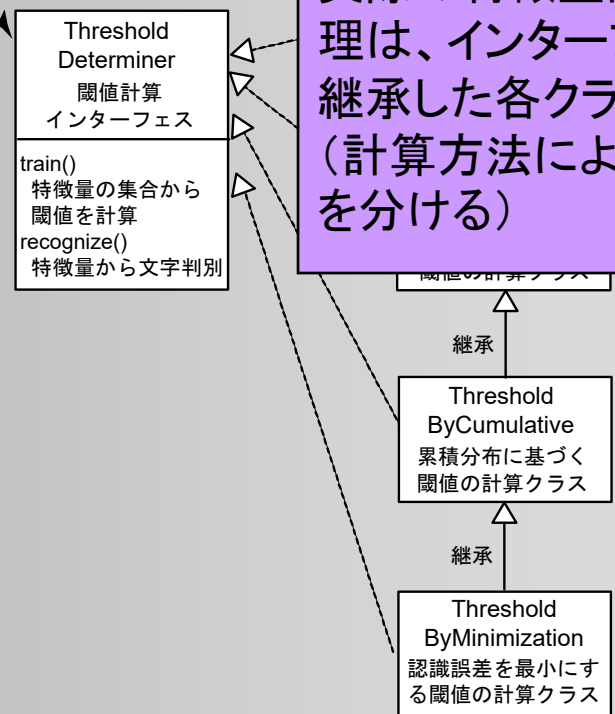 Threshold
Determiner
閾値計算
インターフェス
train()
特徴量の集合から
閾値を計算
recognize()
特徴量から文字判別
理は、インター
継承した各クラ
（計算方法によ
を分ける）
継承
Threshold
ByCumulative
累積分布に基づく
閾値の計算クラス
継承
Threshold
ByMinimization
認識誤差を最小にす
る閾値の計算クラス